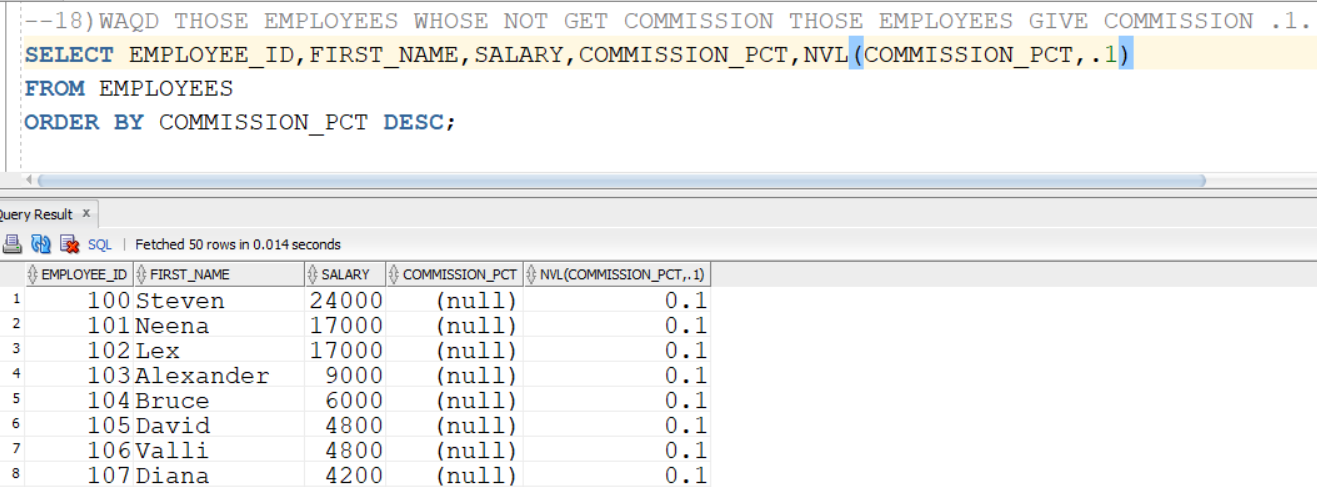 --18)WAQD THOSE EMPLOYEES WHOSE NOT GET COMMISSION THOSE EMPLOYEES GIVE COMMISSION .1.
SELECT EMPLOYEE_ID,FIRST_NAME,SALARY,COMMISSION_PCT,NVL(COMMISSION_PCT,.1)
FROM EMPLOYEES
ORDER BY COMMISSION_PCT DESC;
Query Result x
SQL | Fetched 50 rows in 0.014 seconds
EMPLOYEE_ID FIRST_NAME SALARY COMMISSION_PCT NVL(COMMISSION_PCT,.1)
1 100 Steven 24000 (null) 0.1
2 101 Neena 17000 (null) 0.1
3 102 Lex 17000 (null) 0.1
4 103 Alexander 9000 (null) 0.1
5 104 Bruce 6000 (null) 0.1
6 105 David 4800 (null) 0.1
7 106 Valli 4800 (null) 0.1
8 107 Diana 4200 (null) 0.1